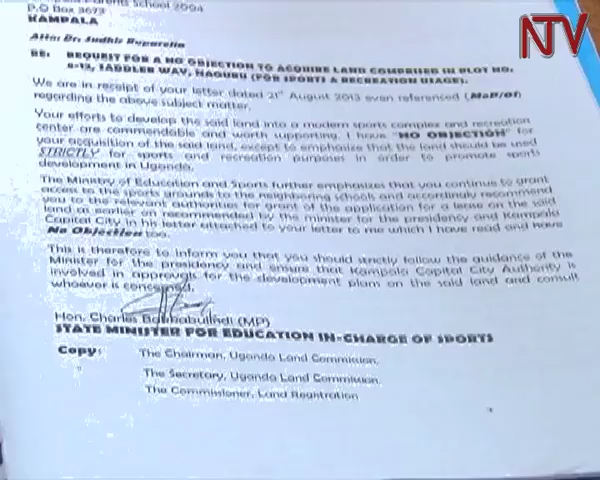 Parents School 2004
P.O Box 3673
KAMPALA
NTV
Attn: Dr. Sudhir Ruparelia
RE: REQUEST FOR A NO OBJECTION TO ACQUIRE LAND COMPRISED IN PLOT NO.
8-12, SADDLER WAY, NAGURU (FOR SPORTS & RECREATION USAGE).
We are in receipt of your letter dated 21st August 2013 even referenced (MoP/01)
regarding the above subject matter.
Your efforts to develop the said land into a modern sports complex and recreation
center are commendable and worth supporting. I have "NO OBJECTION" for
your acquisition of the said land, except to emphasize that the land should be used
STRICTLY for sports and recreation purposes in order to promote sports
development in Uganda.
The Ministry of Education and Sports further emphasizes that you continue to grant
access to the sports grounds to the neighboring schools and accordingly recommend
you to the relevant authorities for grant of the application for a lease on the said
land as earlier on recommended by the minister for the presidency and Kampala
Capital City in his letter attached to your letter to me which I have read and have
No Objection too.
This is therefore to inform you that you should strictly follow the guidance of the
Minister for the presidency and ensure that Kampala Capital City Authority is
involved in approvals for the development plans on the said land and consult
whoever is concerned.
Hon. Charles Bakkabulindi (MP)
STATE MINISTER FOR EDUCATION IN-CHARGE OF SPORTS
Copy: The Chairman, Uganda Land Commission,
The Secretary, Uganda Land Commission,
The Commissioner, Land Registration